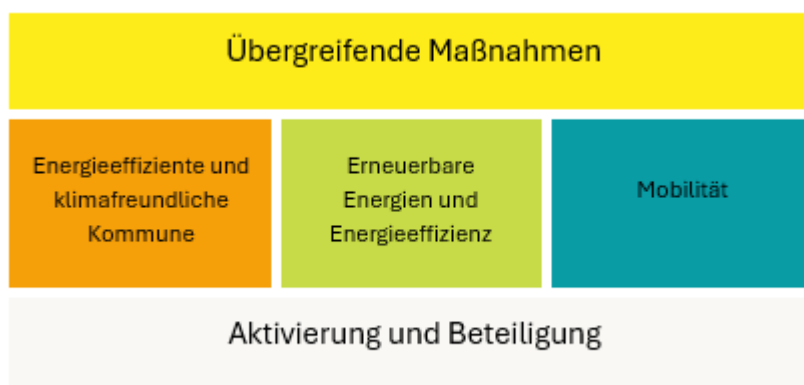 Übergreifende Maßnahmen
Energieeffiziente und
klimafreundliche
Kommune
Erneuerbare
Energien und
Energieeffizienz
Mobilität
Aktivierung und Beteiligung